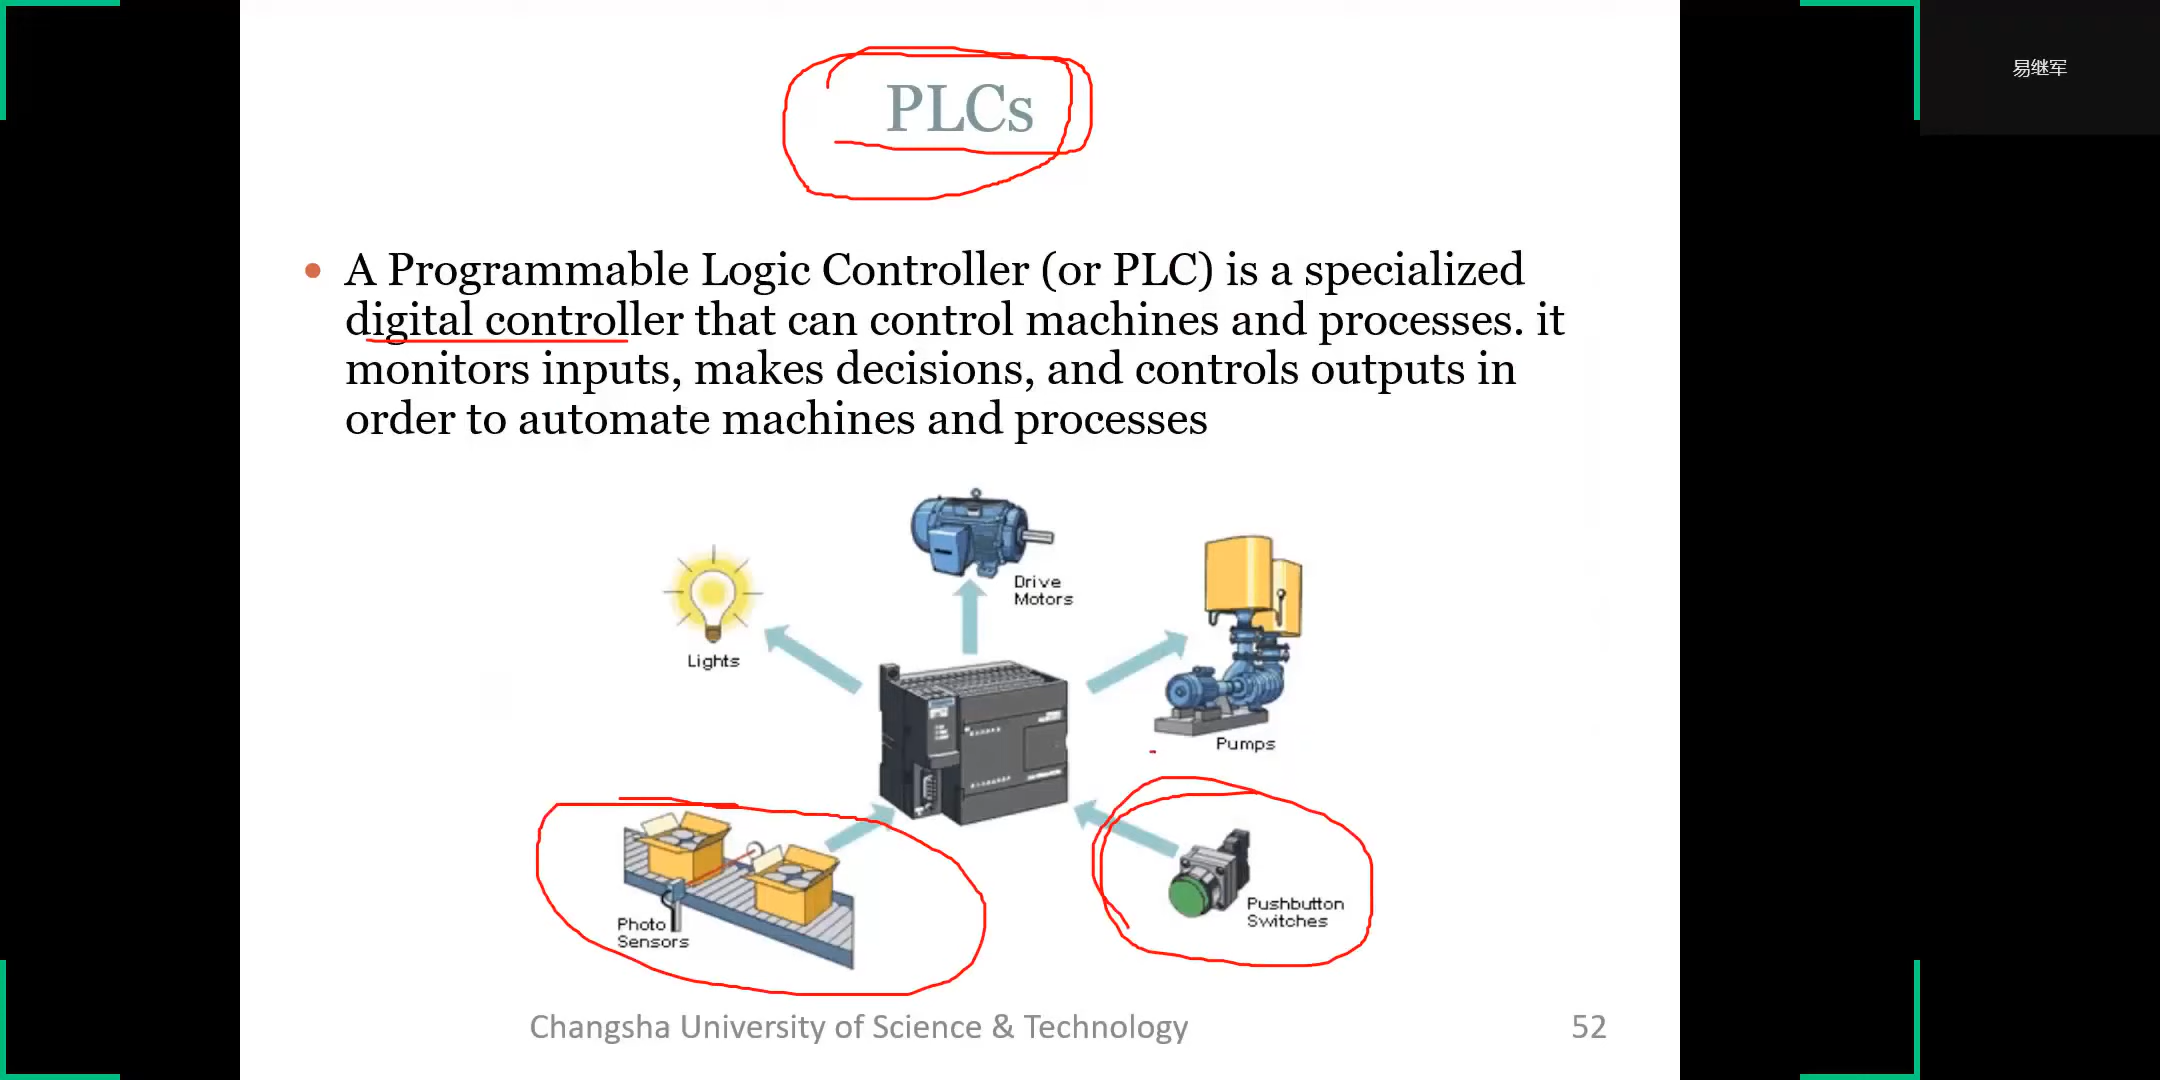 易继军
PLCs
• A Programmable Logic Controller (or PLC) is a specialized
digital controller that can control machines and processes. it
monitors inputs, makes decisions, and controls outputs in
order to automate machines and processes
Drive
Motors
Lights
Pumps
Photo
Sensors
Pushbutton
Switches
Changsha University of Science & Technology
52